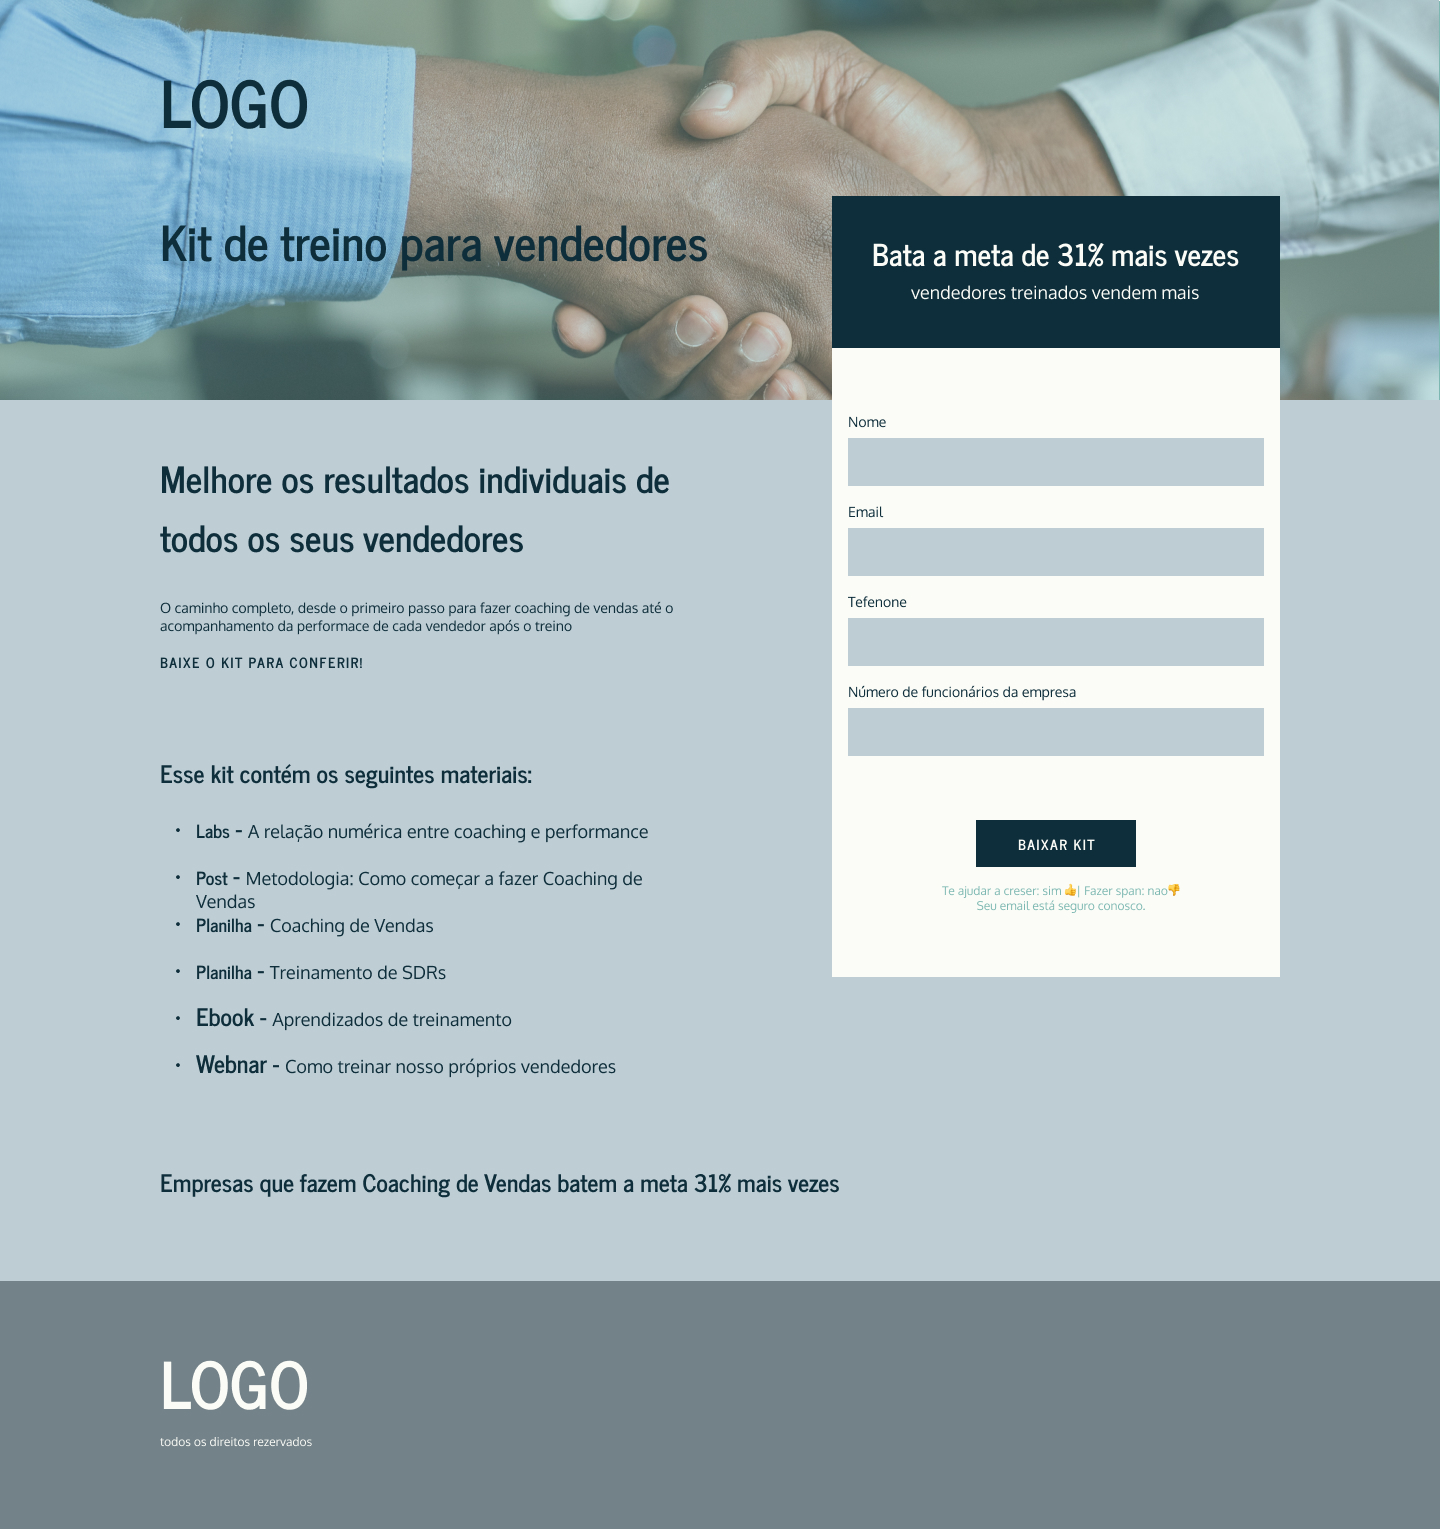 LOGO
Kit de treino para vendedores
Bata a meta de 31% mais vezes
vendedores treinados vendem mais
Nome
Email
Tefenone
Número de funcionários da empresa
BAIXAR KIT
Te ajudar a creser: sim 👍| Fazer span: nao👎
Seu email está seguro conosco.
Melhore os resultados individuais de
todos os seus vendedores
O caminho completo, desde o primeiro passo para fazer coaching de vendas até o
acompanhamento da performace de cada vendedor após o treino
BAIXE O KIT PARA CONFERIR!
Esse kit contém os seguintes materiais:
• Labs - A relação numérica entre coaching e performance
• Post - Metodologia: Como começar a fazer Coaching de
Vendas
• Planilha - Coaching de Vendas
• Planilha - Treinamento de SDRs
• Ebook - Aprendizados de treinamento
• Webnar - Como treinar nosso próprios vendedores
Empresas que fazem Coaching de Vendas batem a meta 31% mais vezes
LOGO
todos os direitos rezervados